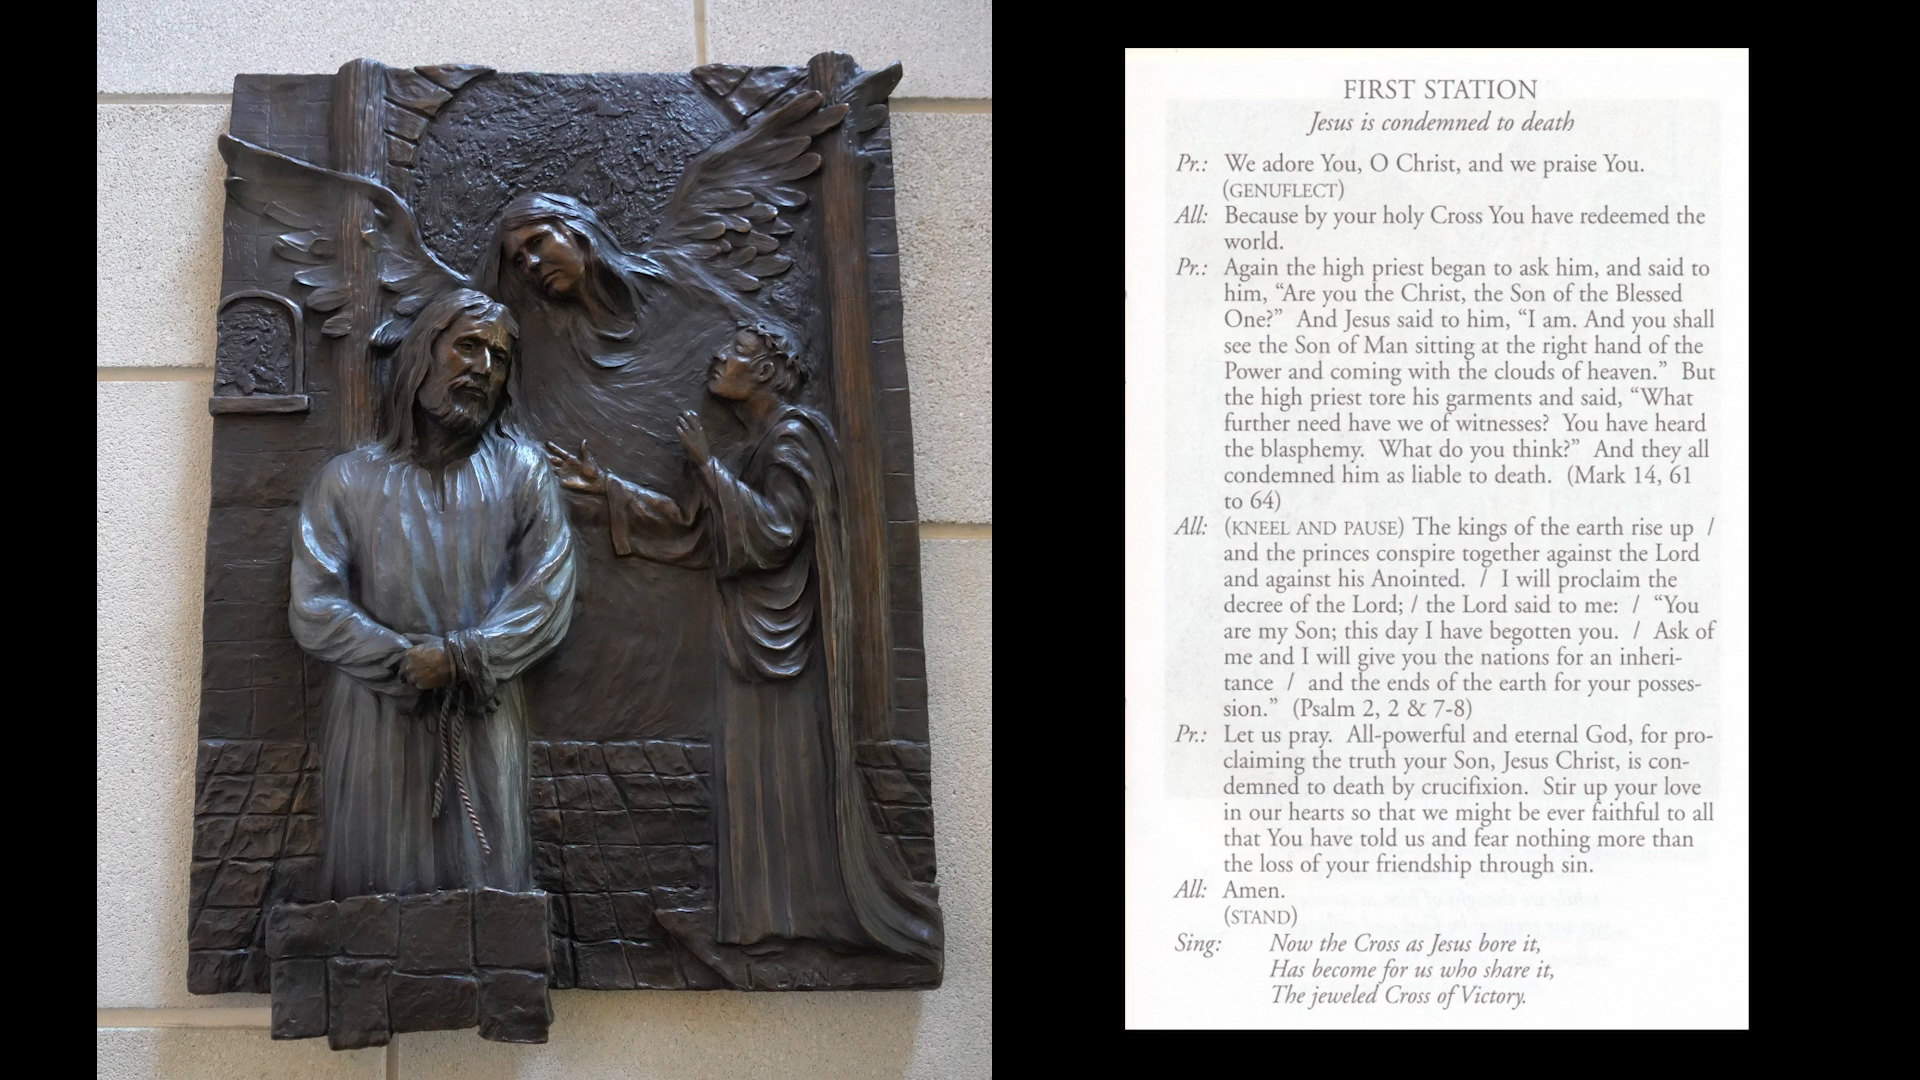 FIRST STATION
Jesus is condemned to death
Pr.: We adore You, O Christ, and we praise You.
(GENUFLECT)
All: Because by your holy Cross You have redeemed the
world.
Pr.: Again the high priest began to ask him, and said to
him, “Are you the Christ, the Son of the Blessed
One?” And Jesus said to him, “I am. And you shall
see the Son of Man sitting at the right hand of the
Power and coming with the clouds of heaven.” But
the high priest tore his garments and said, “What
further need have we of witnesses? You have heard
the blasphemy. What do you think?” And they all
condemned him as liable to death. (Mark 14, 61
to 64)
All: (KNEEL AND PAUSE) The kings of the earth rise up /
and the princes conspire together against the Lord
and against his Anointed. / I will proclaim the
decree of the Lord; / the Lord said to me: / “You
are my Son; this day I have begotten you. / Ask of
me and I will give you the nations for an inheri-
tance / and the ends of the earth for your posses-
sion.” (Psalm 2, 2 & 7-8)
Pr.: Let us pray. All-powerful and eternal God, for pro-
claiming the truth your Son, Jesus Christ, is con-
demned to death by crucifixion. Stir up your love
in our hearts so that we might be ever faithful to all
that You have told us and fear nothing more than
the loss of your friendship through sin.
All: Amen.
(STAND)
Sing: Now the Cross as Jesus bore it,
Has become for us who share it,
The jeweled Cross of Victory.